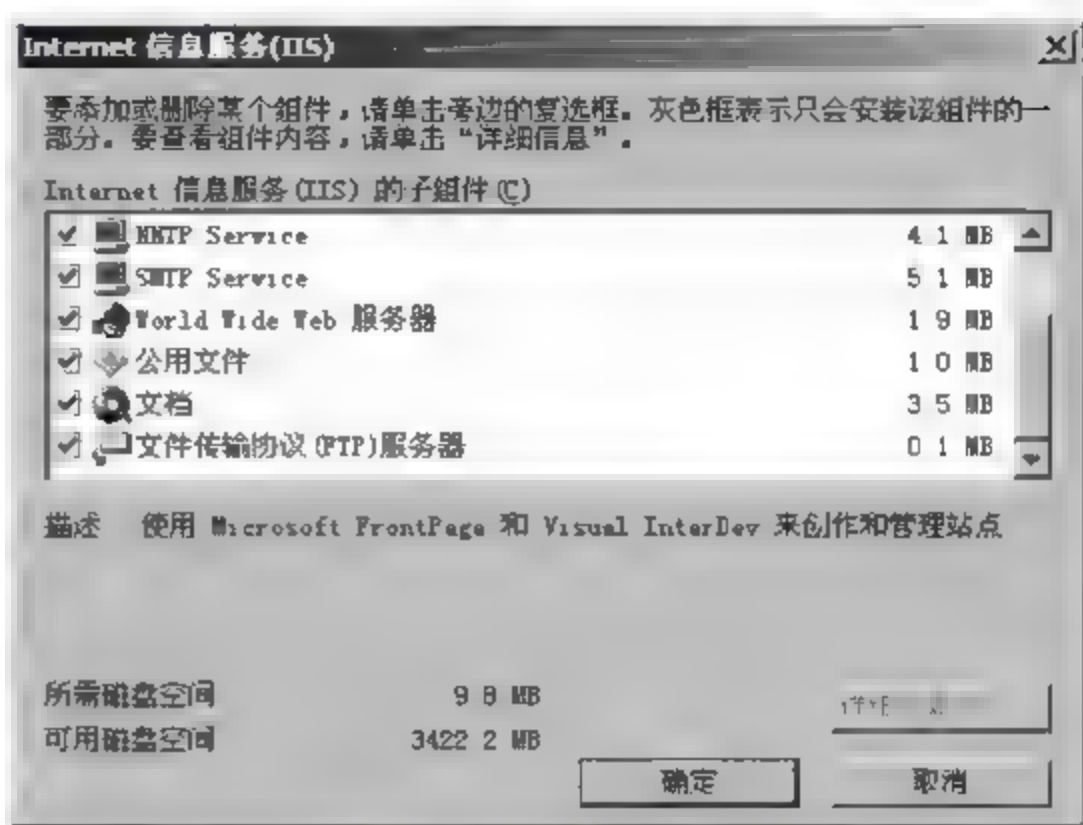 Internet 信息服务(IIS)
要添加或删除某个组件，请单击旁边的复选框。灰色框表示只会安装该组件的一
部分。要查看组件内容，请单击“详细信息”。
Internet 信息服务(IIS) 的子组件(C)
NNTP Service 4 1 MB
SMTP Service 5 1 MB
World Wide Web 服务器 1 9 MB
公用文件 1 0 MB
文档 3 5 MB
文件传输协议(FTP)服务器 0 1 MB
描述 使用 Microsoft FrontPage 和 Visual InterDev 来创作和管理站点
所需磁盘空间 9 8 MB
可用磁盘空间 3422 2 MB
确定 取消